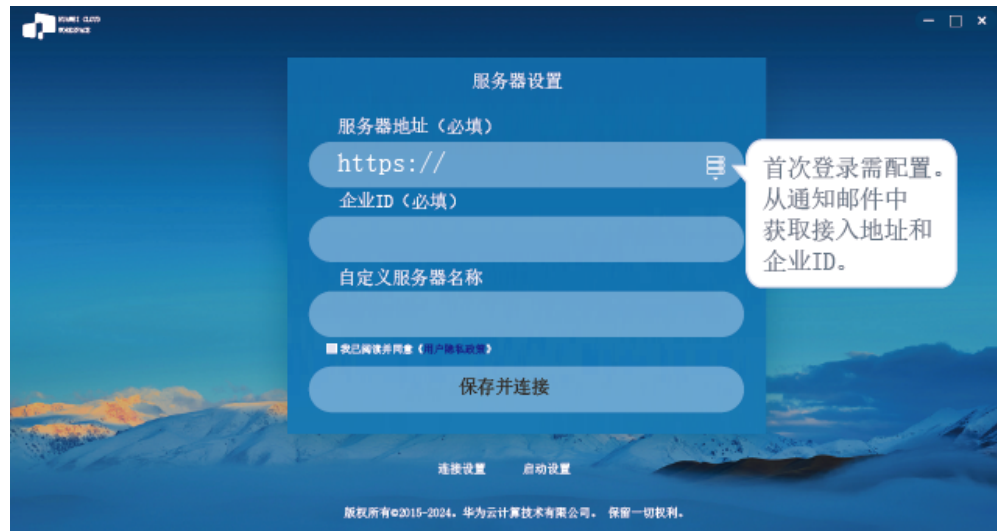 HUAWEI CLOUD
WORKSPACE
服务器设置
服务器地址（必填）
https://
首次登录需配置。
从通知邮件中
获取接入地址和
企业ID。
企业ID（必填）
自定义服务器名称
我已阅读并同意《用户隐私政策》
保存并连接
连接设置 启动设置
版权所有©2015-2024。华为云计算技术有限公司。 保留一切权利。